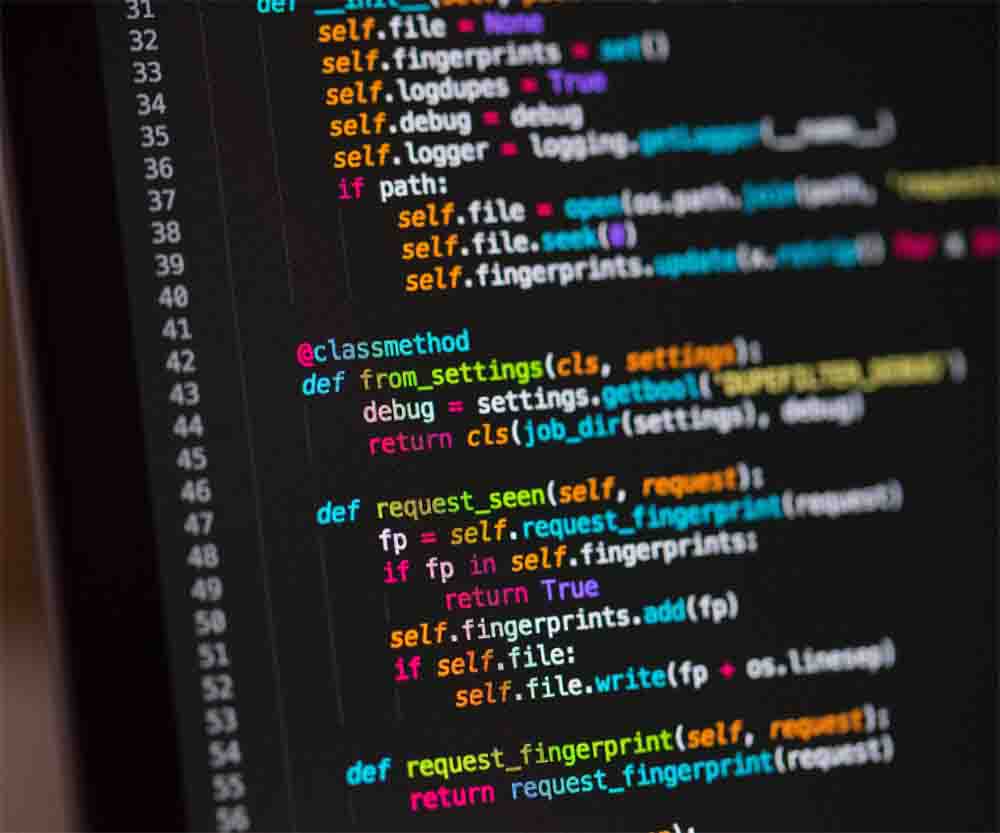 31 def __init__(self,
32 self.file = None
33 self.fingerprints = set()
34 self.logdupes = True
35 self.debug = debug
36 self.logger = logging.getLogger(__name__)
37 if path:
38 self.file = open(os.path.join(path,
39 self.file.seek(0)
40 self.fingerprints.update(x.rstrip() for x
41
42 @classmethod
43 def from_settings(cls, settings):
44 debug = settings.getbool('DUPEFILTER_DEBUG')
45 return cls(job_dir(settings), debug)
46
47 def request_seen(self, request):
48 fp = self.request_fingerprint(request)
49 if fp in self.fingerprints:
50 return True
51 self.fingerprints.add(fp)
52 if self.file:
53 self.file.write(fp + os.linesep)
54
55 def request_fingerprint(self, request):
56 return request_fingerprint(request)